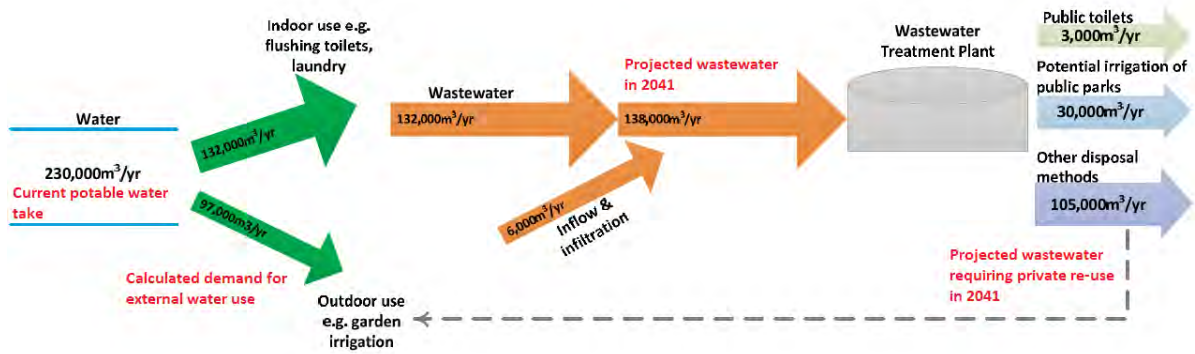 Water
230,000m³/yr
Current potable water
take
Indoor use e.g.
flushing toilets,
laundry
132,000m³/yr
97,000m3/yr
Calculated demand for
external water use
Outdoor use
e.g. garden
irrigation
Wastewater
132,000m³/yr
6,000m³/yr
Inflow &
infiltration
Projected wastewater
in 2041
138,000m³/yr
Wastewater
Treatment Plant
Public toilets
3,000m³/yr
Potential irrigation of
public parks
30,000m³/yr
Other disposal
methods
105,000m³/yr
Projected wastewater
requiring private re-use
in 2041